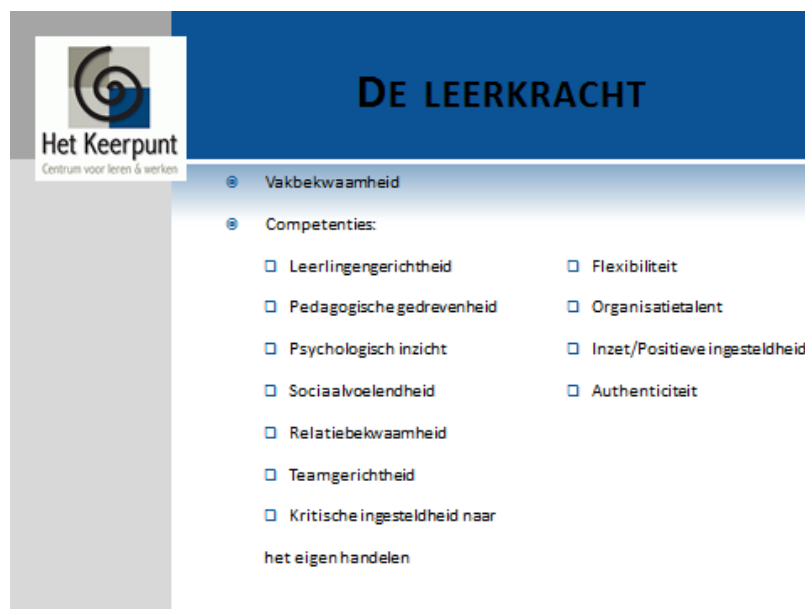 Het Keerpunt
Centrum voor leren & werken
DE LEERKRACHT
Vakbekwaamheid
Competenties:
Leerlingengerichtheid
Pedagogische gedrevenheid
Psychologisch inzicht
Sociaalvoelendheid
Relatiebekwaamheid
Teamgerichtheid
Kritische ingesteldheid naar
het eigen handelen
Flexibiliteit
Organisatietalent
Inzet/Positieve ingesteldheid
Authenticiteit